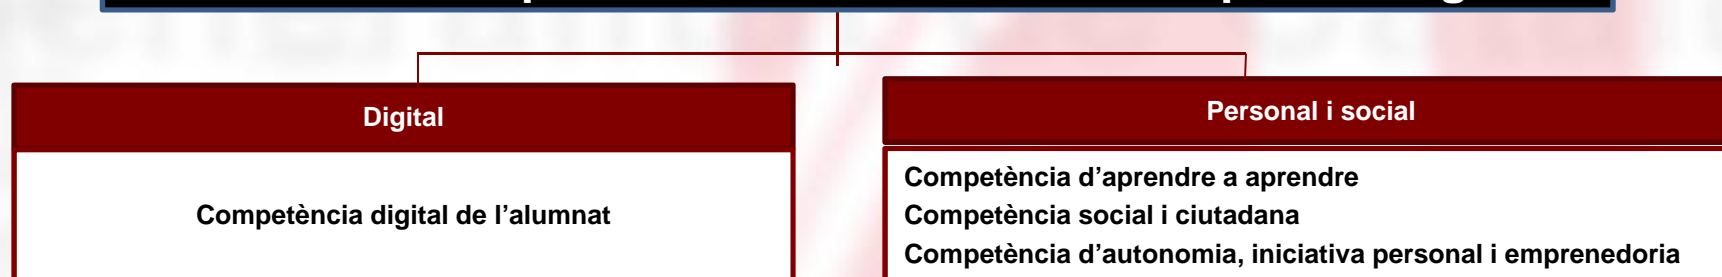 Digital
Personal i social
Competència digital de l’alumnat
Competència d’aprendre a aprendre
Competència social i ciutadana
Competència d’autonomia, iniciativa personal i emprenedoria